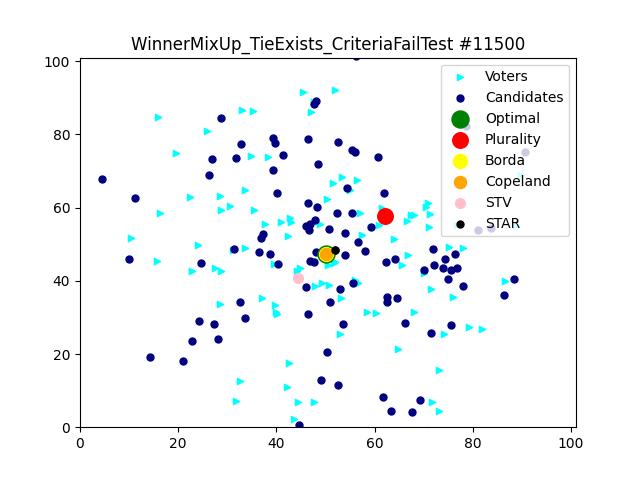 WinnerMixUp_TieExists_CriteriaFailTest #11500
100
80
60
40
20
0
0 20 40 60 80 100
Voters
Candidates
Optimal
Plurality
Borda
Copeland
STV
STAR